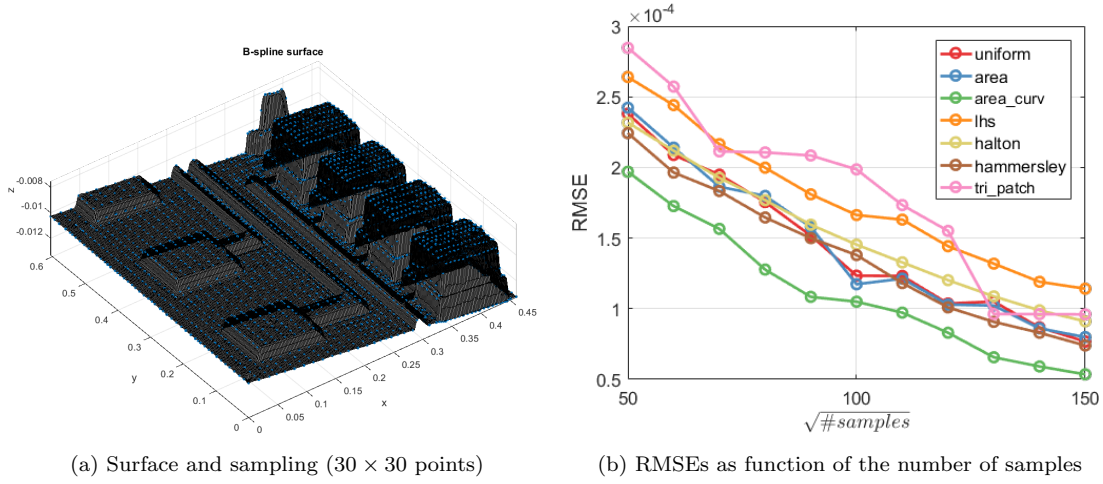 B-spline surface
z
-0.008
-0.01
-0.012
0.6
0.5
0.4
0.3
0.2
0.1
0
y
0
0.05
0.1
0.15
0.2
0.25
0.3
0.35
0.4
0.45
x
(a) Surface and sampling (30 × 30 points)
×10⁻⁴
3
2.5
2
1.5
1
0.5
RMSE
50
100
150
√#samples
uniform
area
area_curv
lhs
halton
hammersley
tri_patch
(b) RMSEs as function of the number of samples